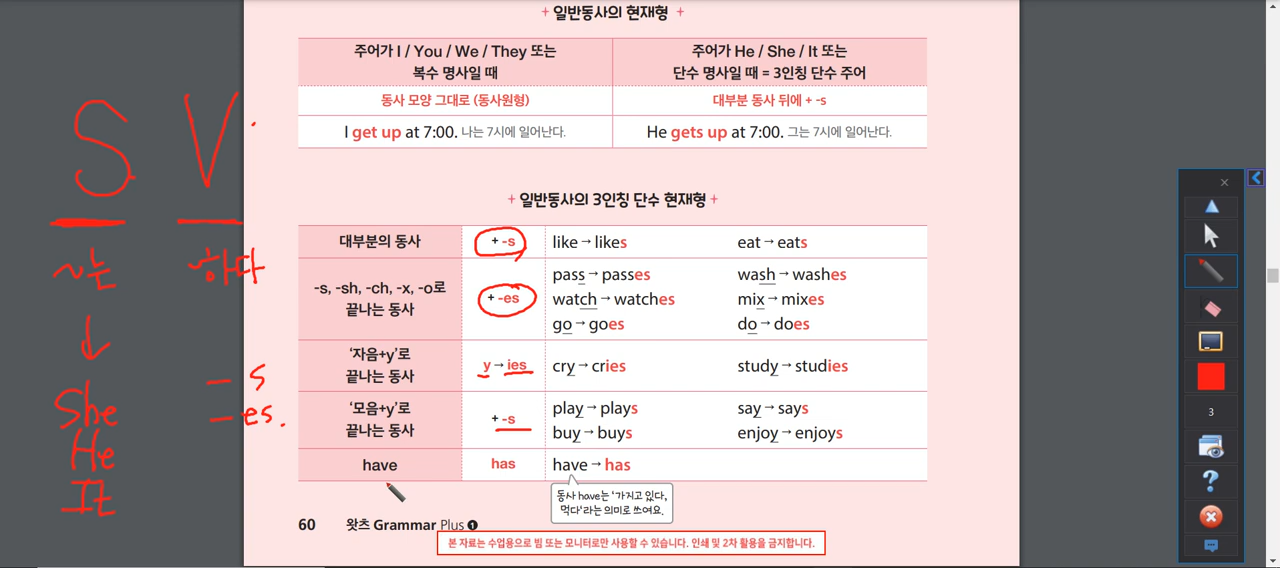 일반동사의 현재형
주어가 I / You / We / They 또는
복수 명사일 때
주어가 He / She / It 또는
단수 명사일 때 = 3인칭 단수 주어
동사 모양 그대로 (동사원형)
대부분 동사 뒤에 + -s
I get up at 7:00. 나는 7시에 일어난다.
He gets up at 7:00. 그는 7시에 일어난다.
S V
는 하다
She
He
It
- s
- es.
일반동사의 3인칭 단수 현재형
대부분의 동사
+ -s
like → likes
eat → eats
-s, -sh, -ch, -x, -o로
끝나는 동사
+ -es
pass → passes
wash → washes
watch → watches
mix → mixes
go → goes
do → does
‘자음+y’로
끝나는 동사
y → ies
cry → cries
study → studies
‘모음+y’로
끝나는 동사
+ -s
play → plays
say → says
buy → buys
enjoy → enjoys
have
has
have → has
동사 have는 ‘가지고 있다,
먹다’라는 의미로 쓰여요.
60 왓츠 Grammar Plus 1
본 자료는 수업용으로 빔 또는 모니터로만 사용할 수 있습니다. 인쇄 및 2차 활용을 금지합니다.
3